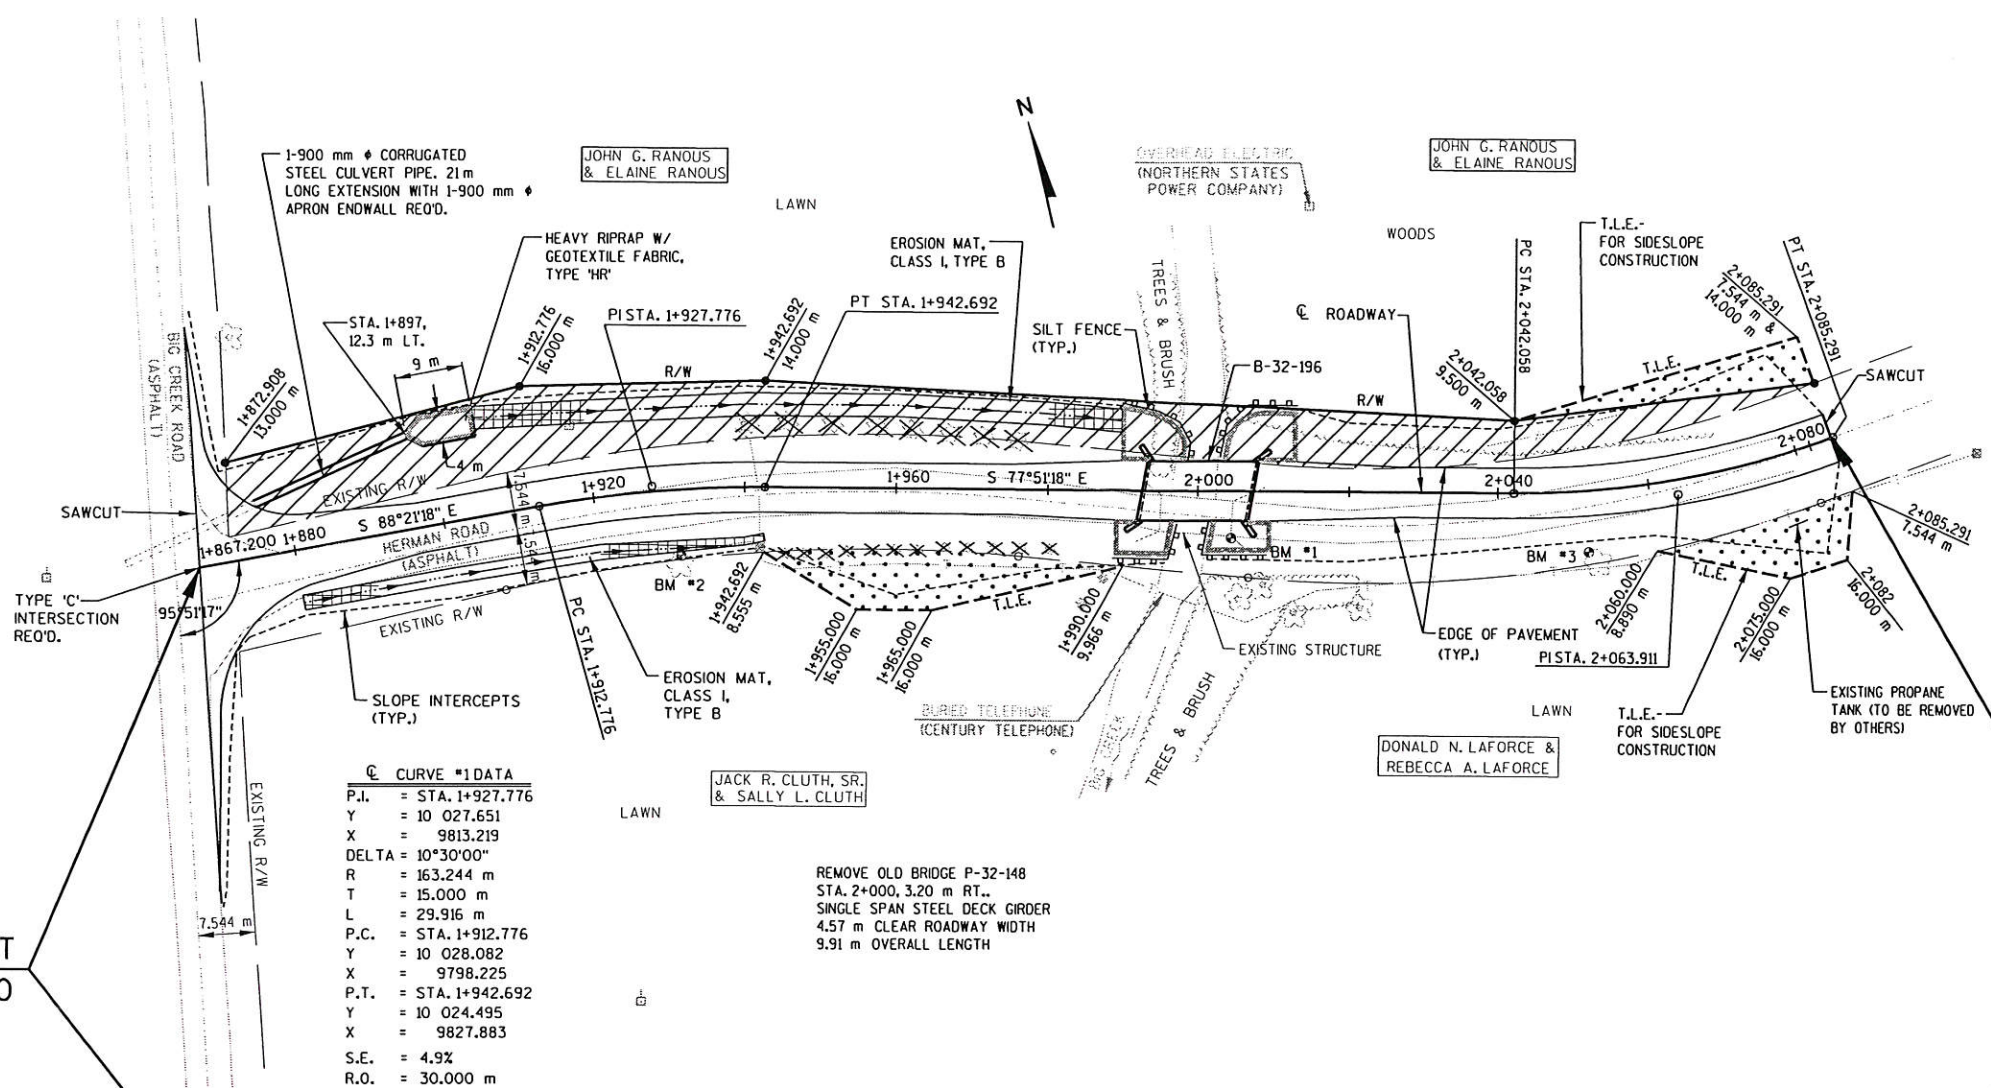 1-900 mm ⌀ CORRUGATED
STEEL CULVERT PIPE. 21 m
LONG EXTENSION WITH 1-900 mm ⌀
APRON ENDWALL REQ'D.
JOHN G. RANOUS
& ELAINE RANOUS
LAWN
N
OVERHEAD ELECTRIC
(NORTHERN STATES
POWER COMPANY)
JOHN G. RANOUS
& ELAINE RANOUS
HEAVY RIPRAP W/
GEOTEXTILE FABRIC,
TYPE 'HR'
EROSION MAT,
CLASS I, TYPE B
WOODS
T.L.E.-
FOR SIDESLOPE
CONSTRUCTION
PC STA. 2+042.058
PT STA. 2+085.291
2+085.291
7.544 m &
14.000 m
STA. 1+897,
12.3 m LT.
9 m
1+912.776
16.000 m
PI STA. 1+927.776
1+942.692
14.000 m
PT STA. 1+942.692
SILT FENCE
(TYP.)
TREES & BRUSH
℄ ROADWAY
B-32-196
2+042.058
9.500 m
T.L.E.
SAWCUT
BIG CREEK ROAD
(ASPHALT)
1+872.908
13.000 m
R/W
R/W
4 m
EXISTING R/W
7.544 m
1+920
1+960
S 77°51'18" E
2+000
2+040
2+080
SAWCUT
1+867.200
1+880
S 88°21'18" E
HERMAN ROAD
(ASPHALT)
7.544 m
TYPE 'C'
INTERSECTION
REQ'D.
95°51'17"
EXISTING R/W
BM #2
BM #1
BM #3
PC STA. 1+912.776
1+942.692
8.555 m
1+955.000
16.000 m
1+965.000
16.000 m
T.L.E.
1+990.000
9.966 m
EXISTING STRUCTURE
EDGE OF PAVEMENT
(TYP.)
2+060.000
8.890 m
PI STA. 2+063.911
T.L.E.
2+075.000
16.000 m
2+082
16.000 m
2+085.291
7.544 m
SLOPE INTERCEPTS
(TYP.)
EROSION MAT,
CLASS I,
TYPE B
BURIED TELEPHONE
(CENTURY TELEPHONE)
BIG CREEK
TREES & BRUSH
LAWN
T.L.E.-
FOR SIDESLOPE
CONSTRUCTION
EXISTING PROPANE
TANK (TO BE REMOVED
BY OTHERS)
DONALD N. LAFORCE &
REBECCA A. LAFORCE
JACK R. CLUTH, SR.
& SALLY L. CLUTH
LAWN
EXISTING R/W
7.544 m
℄ CURVE #1 DATA
P.I. = STA. 1+927.776
Y = 10 027.651
X = 9813.219
DELTA = 10°30'00"
R = 163.244 m
T = 15.000 m
L = 29.916 m
P.C. = STA. 1+912.776
Y = 10 028.082
X = 9798.225
P.T. = STA. 1+942.692
Y = 10 024.495
X = 9827.883
S.E. = 4.9%
R.O. = 30.000 m
REMOVE OLD BRIDGE P-32-148
STA. 2+000, 3.20 m RT..
SINGLE SPAN STEEL DECK GIRDER
4.57 m CLEAR ROADWAY WIDTH
9.91 m OVERALL LENGTH
T
0